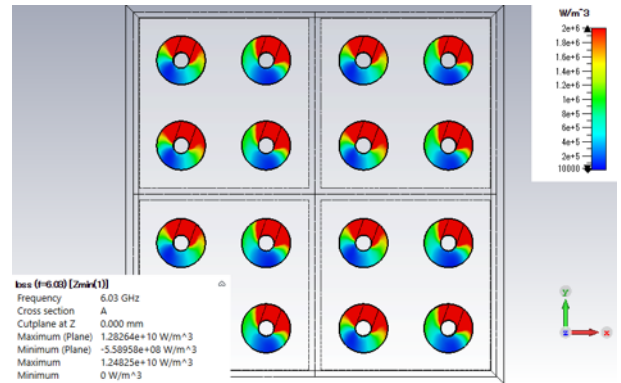 W/m^3
2e+6
1.8e+6
1.6e+6
1.4e+6
1.2e+6
1e+6
8e+5
6e+5
4e+5
2e+5
10000
loss (f=6.03) [Zmin(1)]
Frequency 6.03 GHz
Cross section A
Cutplane at Z 0.000 mm
Maximum (Plane) 1.28264e+10 W/m^3
Minimum (Plane) -5.58958e+08 W/m^3
Maximum 1.24825e+10 W/m^3
Minimum 0 W/m^3
y
z
x